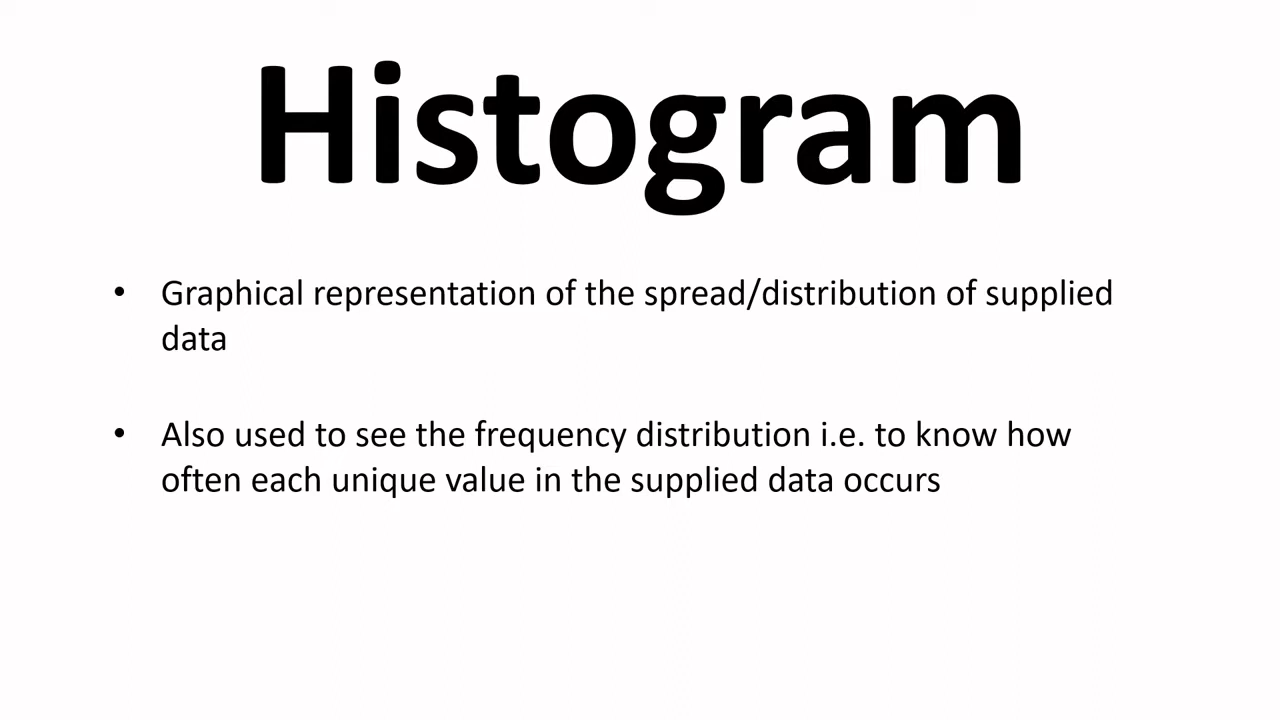 Histogram
• Graphical representation of the spread/distribution of supplied
data
• Also used to see the frequency distribution i.e. to know how
often each unique value in the supplied data occurs